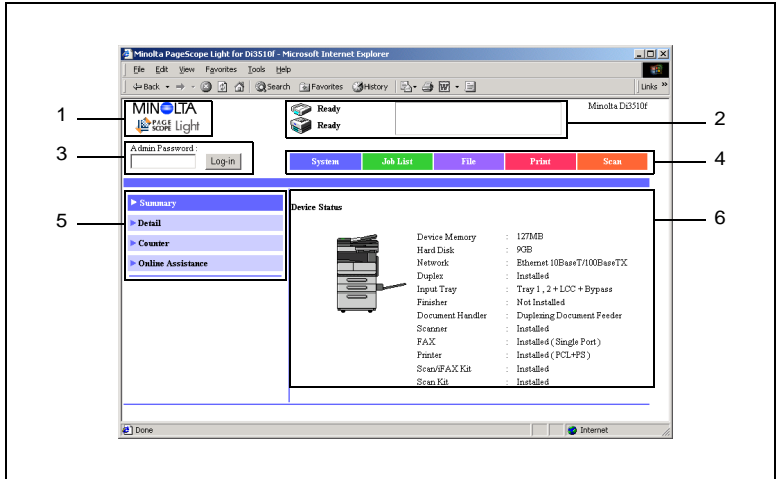 Minolta PageScope Light for Di3510f - Microsoft Internet Explorer
File Edit View Favorites Tools Help
Back Search Favorites History Links »
1
MINOLTA
PAGE SCOPE Light
Ready
Ready
Minolta Di3510f
2
3
Admin Password :
Log-in
System Job List File Print Scan
4
5
Summary
Detail
Counter
Online Assistance
6
Device Status
Device Memory : 127MB
Hard Disk : 9GB
Network : Ethernet 10BaseT/100BaseTX
Duplex : Installed
Input Tray : Tray 1 , 2 + LCC + Bypass
Finisher : Not Installed
Document Handler : Duplexing Document Feeder
Scanner : Installed
FAX : Installed ( Single Port )
Printer : Installed ( PCL+PS )
Scan/iFAX Kit : Installed
Scan Kit : Installed
Done Internet